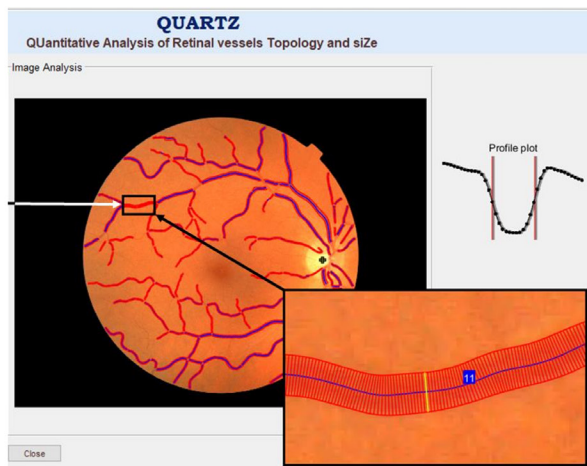 QUARTZ
QUantitative Analysis of Retinal vessels Topology and siZe
Image Analysis
Profile plot
11
Close